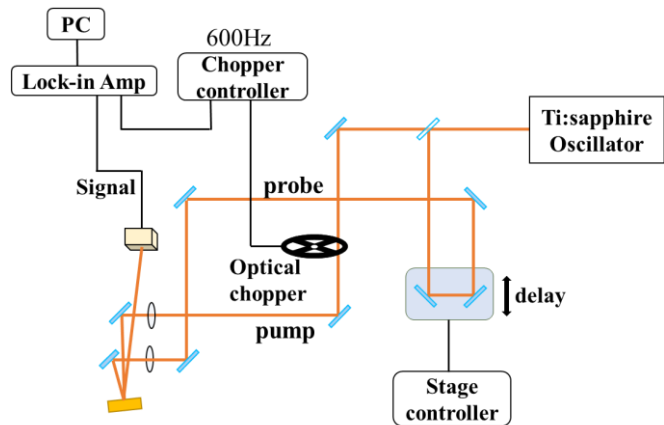 PC
600Hz
Lock-in Amp
Chopper
controller
Ti:sapphire
Oscillator
Signal
probe
Optical
chopper
delay
pump
Stage
controller